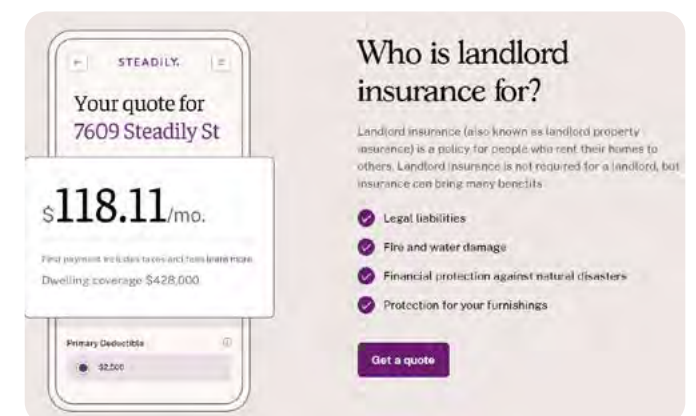 STEADILY.
Your quote for
7609 Steadily St
$118.11/mo.
First payment includes taxes and fees learn more
Dwelling coverage $428,000
Primary Deductible
$2,500
Who is landlord
insurance for?
Landlord insurance (also known as landlord property
insurance) is a policy for people who rent their homes to
others. Landlord insurance is not required for a landlord, but
insurance can bring many benefits
Legal liabilities
Fire and water damage
Financial protection against natural disasters
Protection for your furnishings
Get a quote